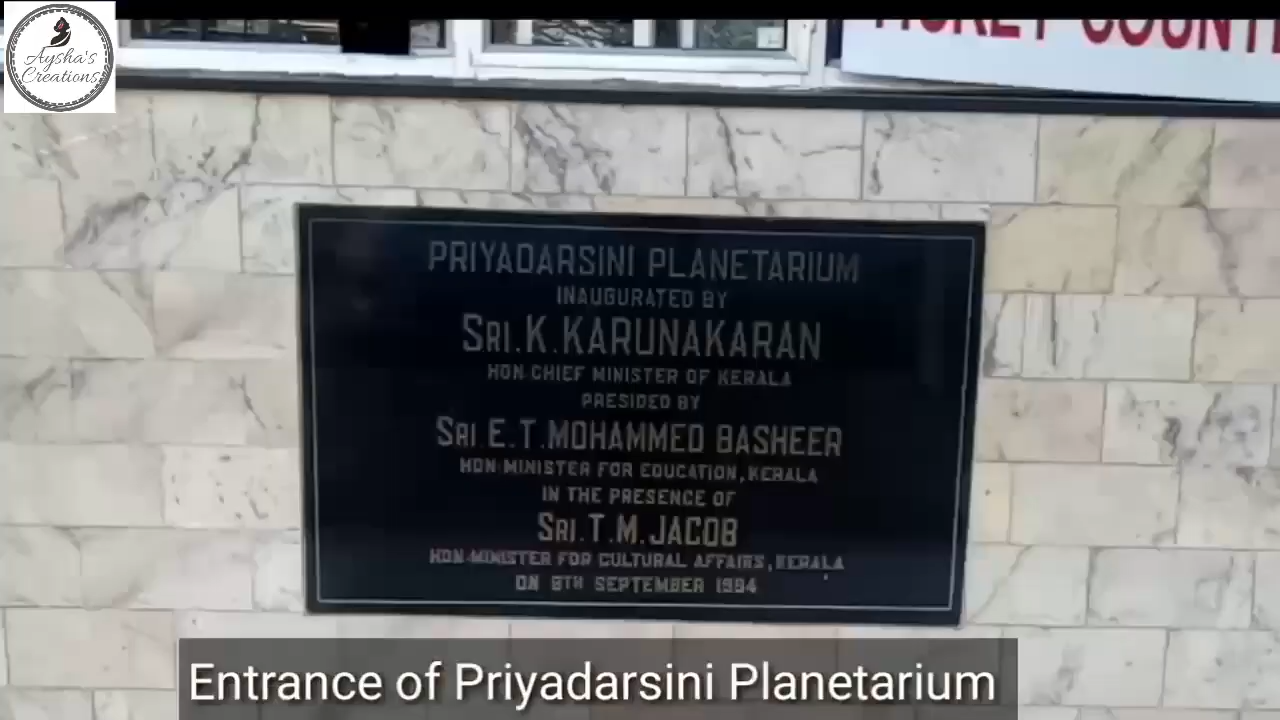 Aysha's
Creations
TICKET COUNT
PRIYADARSINI PLANETARIUM
INAUGURATED BY
SRI.K.KARUNAKARAN
HON CHIEF MINISTER OF KERALA
PRESIDED BY
SRI E.T.MOHAMMED BASHEER
HON MINISTER FOR EDUCATION, KERALA
IN THE PRESENCE OF
SRI.T.M.JACOB
HON MINISTER FOR CULTURAL AFFAIRS, KERALA
ON 8TH SEPTEMBER 1994
Entrance of Priyadarsini Planetarium